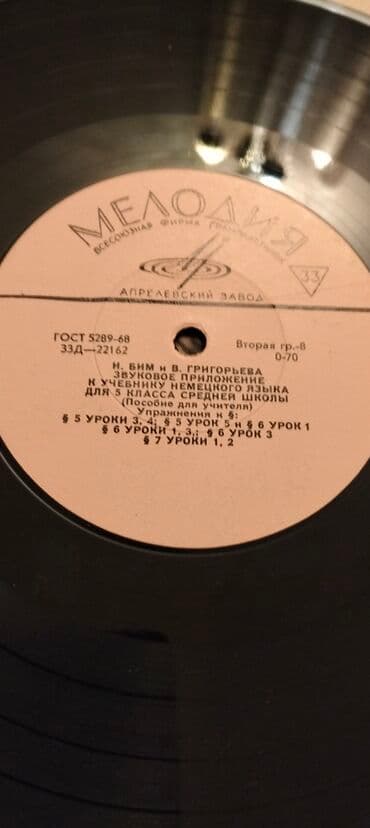 МЕЛОДИЯ
ВСЕСОЮЗНАЯ ФИРМА ГРАМПЛАСТИНОК
33
АПРЕЛЕВСКИЙ ЗАВОД
ГОСТ 5289-68
33Д—22162
Вторая гр.-8
0-70
И. БИМ и В. ГРИГОРЬЕВА
ЗВУКОВОЕ ПРИЛОЖЕНИЕ
К УЧЕБНИКУ НЕМЕЦКОГО ЯЗЫКА
ДЛЯ 5 КЛАССА СРЕДНЕЙ ШКОЛЫ
(Пособие для учителя)
Упражнения к §:
§ 5 УРОКИ 3, 4; § 5 УРОК 5 и § 6 УРОК 1
§ 6 УРОКИ 1, 3,; § 6 УРОК 3
§ 7 УРОКИ 1, 2